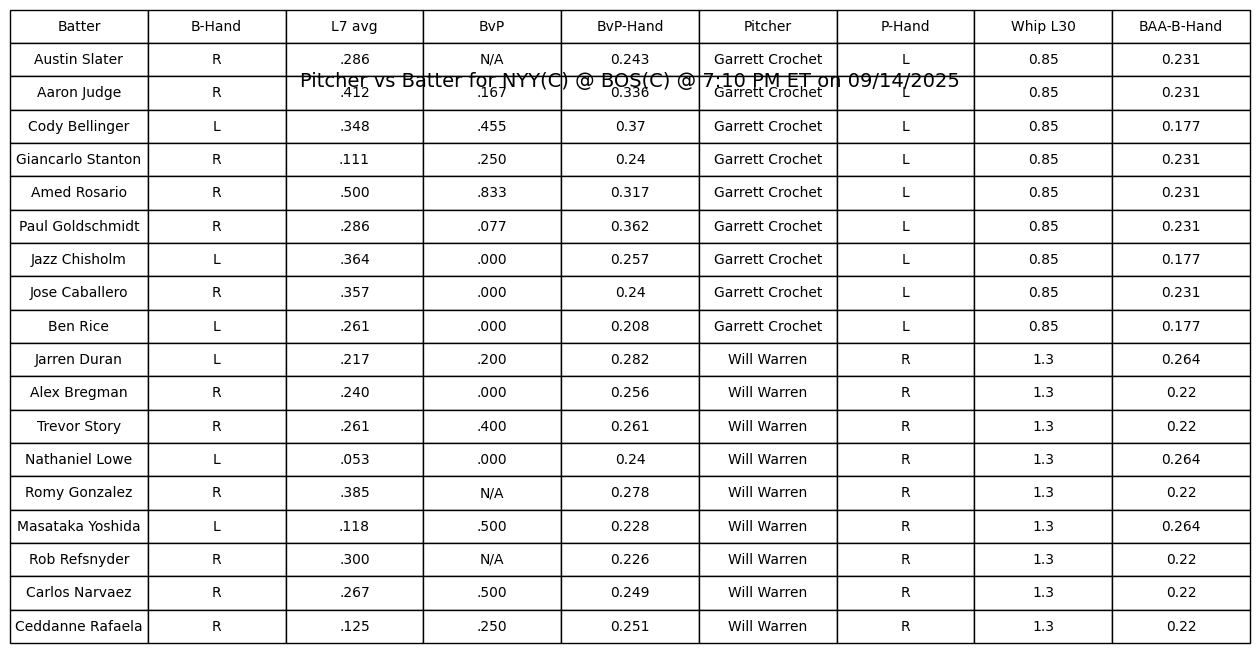 Batter B-Hand L7 avg BvP BvP-Hand Pitcher P-Hand Whip L30 BAA-B-Hand
Austin Slater R .286 N/A 0.243 Garrett Crochet L 0.85 0.231
Pitcher vs Batter for NYY(C) @ BOS(C) @ 7:10 PM ET on 09/14/2025
Aaron Judge R .412 .167 0.336 Garrett Crochet L 0.85 0.231
Cody Bellinger L .348 .455 0.37 Garrett Crochet L 0.85 0.177
Giancarlo Stanton R .111 .250 0.24 Garrett Crochet L 0.85 0.231
Amed Rosario R .500 .833 0.317 Garrett Crochet L 0.85 0.231
Paul Goldschmidt R .286 .077 0.362 Garrett Crochet L 0.85 0.231
Jazz Chisholm L .364 .000 0.257 Garrett Crochet L 0.85 0.177
Jose Caballero R .357 .000 0.24 Garrett Crochet L 0.85 0.231
Ben Rice L .261 .000 0.208 Garrett Crochet L 0.85 0.177
Jarren Duran L .217 .200 0.282 Will Warren R 1.3 0.264
Alex Bregman R .240 .000 0.256 Will Warren R 1.3 0.22
Trevor Story R .261 .400 0.261 Will Warren R 1.3 0.22
Nathaniel Lowe L .053 .000 0.24 Will Warren R 1.3 0.264
Romy Gonzalez R .385 N/A 0.278 Will Warren R 1.3 0.22
Masataka Yoshida L .118 .500 0.228 Will Warren R 1.3 0.264
Rob Refsnyder R .300 N/A 0.226 Will Warren R 1.3 0.22
Carlos Narvaez R .267 .500 0.249 Will Warren R 1.3 0.22
Ceddanne Rafaela R .125 .250 0.251 Will Warren R 1.3 0.22